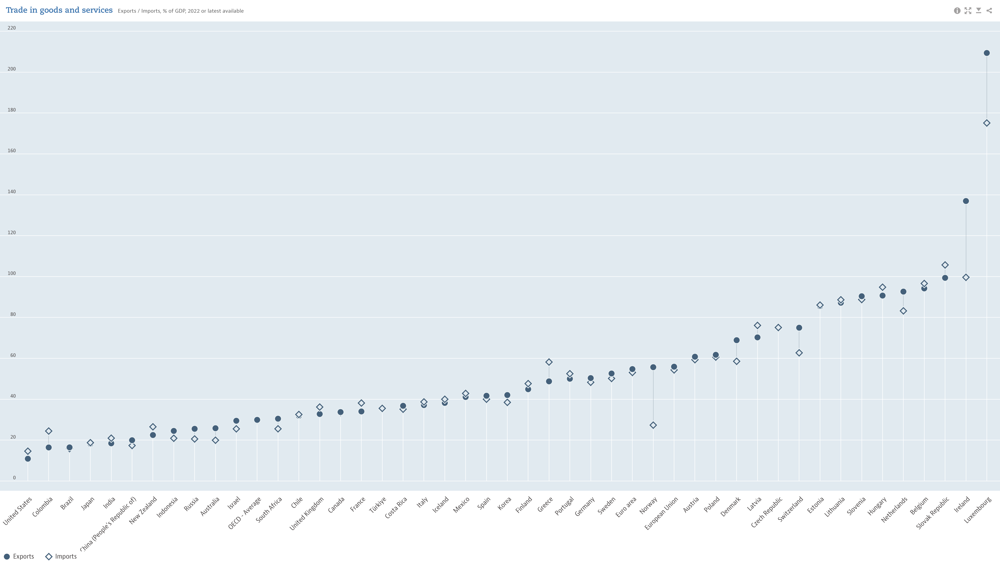 Trade in goods and services Exports / Imports, % of GDP, 2022 or latest available
220
200
180
160
140
120
100
80
60
40
20
0
United States
Colombia
Brazil
Japan
India
China (People's Republic of)
New Zealand
Indonesia
Russia
Australia
Israel
OECD - Average
South Africa
Chile
United Kingdom
Canada
France
Türkiye
Costa Rica
Italy
Iceland
Mexico
Spain
Korea
Finland
Greece
Portugal
Germany
Sweden
Euro area
Norway
European Union
Austria
Poland
Denmark
Latvia
Czech Republic
Switzerland
Estonia
Lithuania
Slovenia
Hungary
Netherlands
Belgium
Slovak Republic
Ireland
Luxembourg
Exports Imports